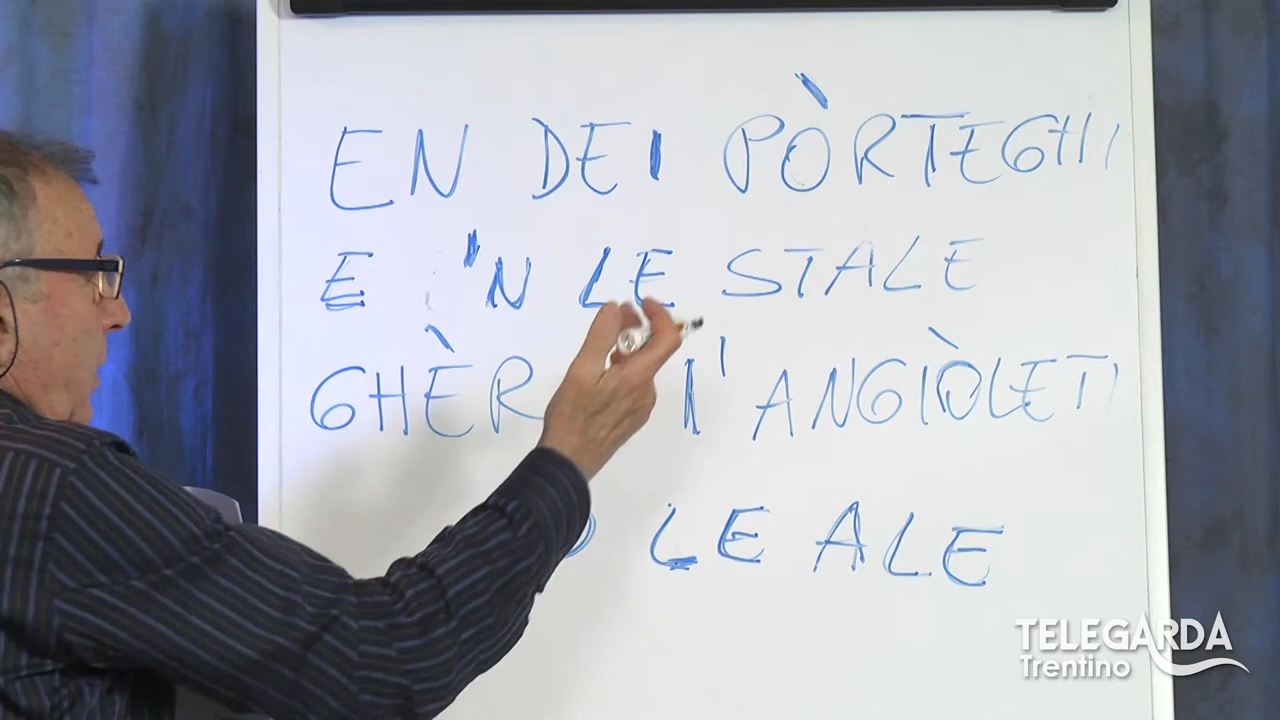 EN DEI PÒRTEGHI
E 'N LE STALE
GHÈR I' ANGIÒLETI
LE ALE
TELEGARDA
Trentino